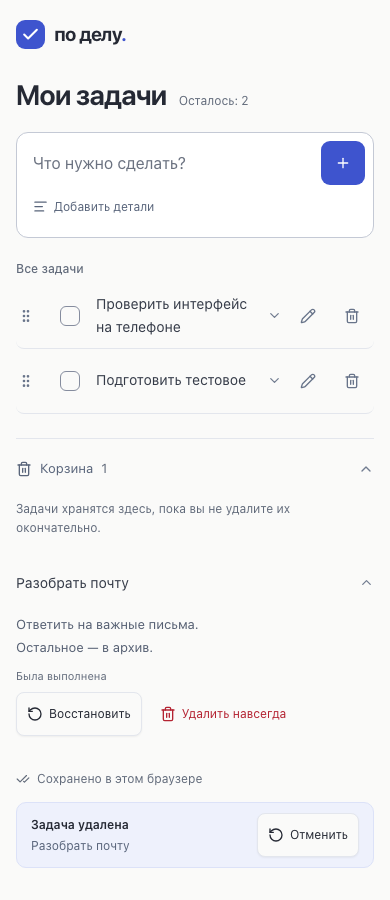 по делу.
Мои задачи
Осталось: 2
Что нужно сделать?
Добавить детали
Все задачи
Проверить интерфейс
на телефоне
Подготовить тестовое
Корзина 1
Задачи хранятся здесь, пока вы не удалите их
окончательно.
Разобрать почту
Ответить на важные письма.
Остальное — в архив.
Была выполнена
Восстановить
Удалить навсегда
Сохранено в этом браузере
Задача удалена
Разобрать почту
Отменить